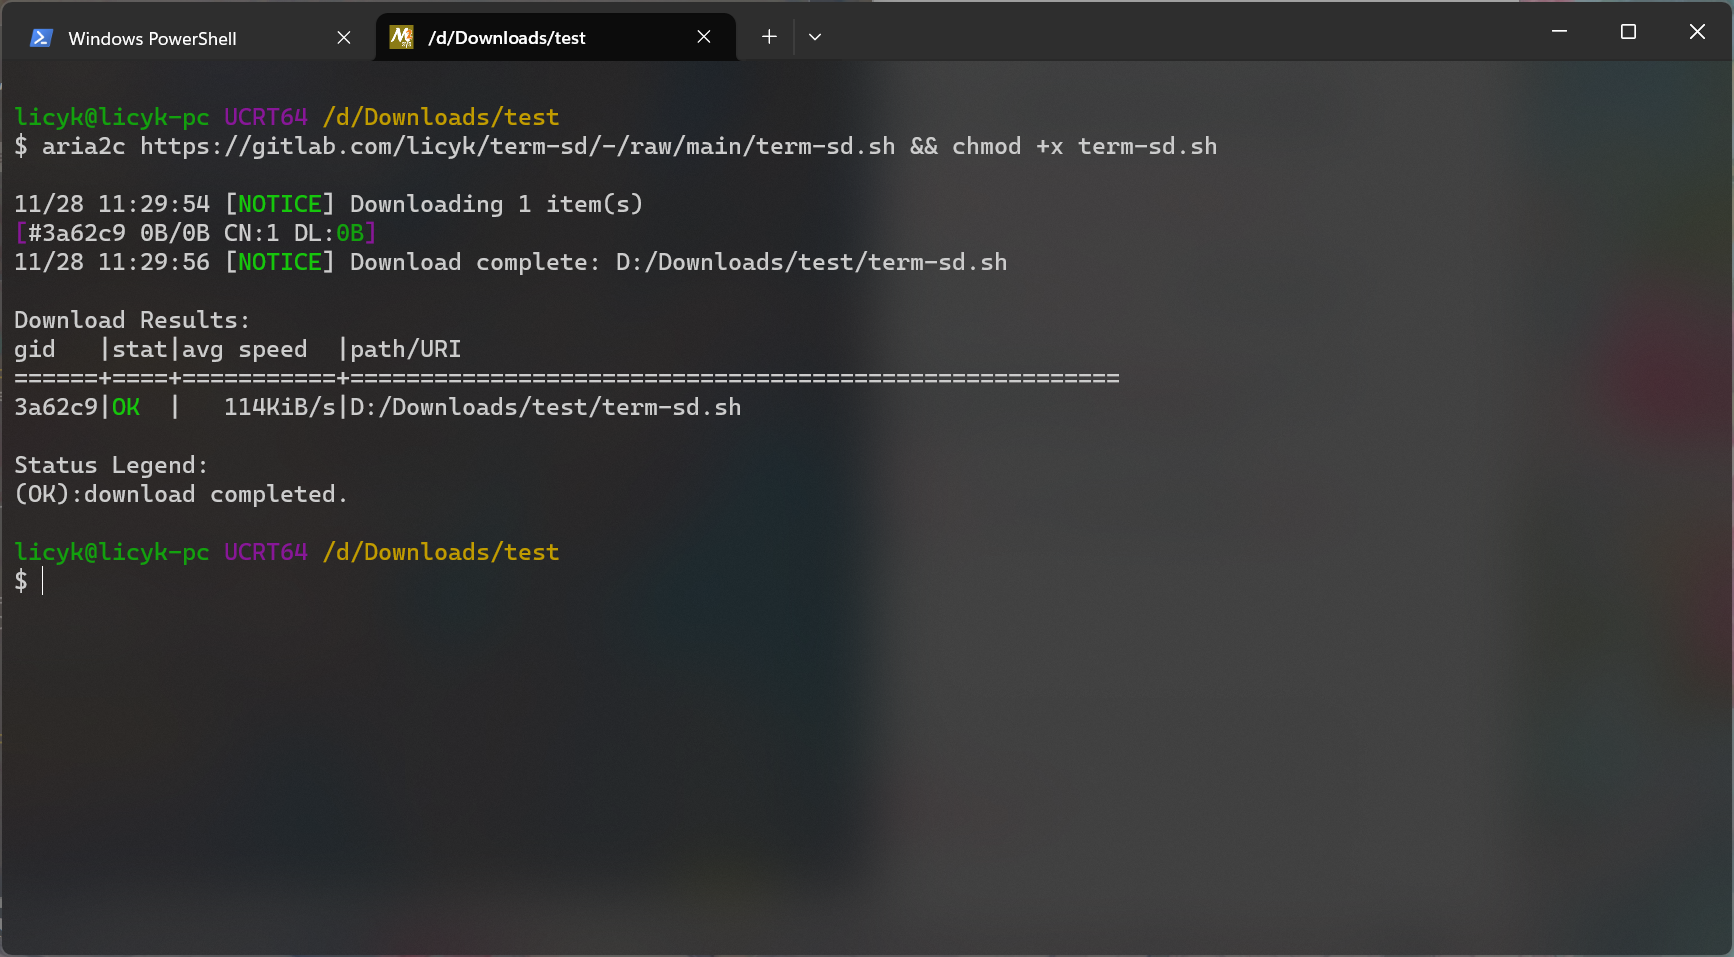 Windows PowerShell
/d/Downloads/test
licyk@licyk-pc UCRT64 /d/Downloads/test
$ aria2c https://gitlab.com/licyk/term-sd/-/raw/main/term-sd.sh && chmod +x term-sd.sh
11/28 11:29:54 [NOTICE] Downloading 1 item(s)
[#3a62c9 0B/0B CN:1 DL:0B]
11/28 11:29:56 [NOTICE] Download complete: D:/Downloads/test/term-sd.sh
Download Results:
gid   |stat|avg speed  |path/URI
======+====+===========+=======================================================
3a62c9|OK  |   114KiB/s|D:/Downloads/test/term-sd.sh
Status Legend:
(OK):download completed.
licyk@licyk-pc UCRT64 /d/Downloads/test
$